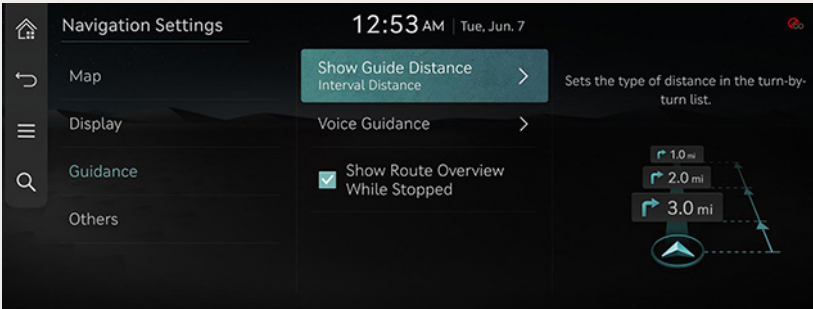 Navigation Settings
12:53 AM | Tue, Jun. 7
Map
Display
Guidance
Others
Show Guide Distance
Interval Distance
Voice Guidance
Show Route Overview
While Stopped
Sets the type of distance in the turn-by-
turn list.
1.0 mi
2.0 mi
3.0 mi